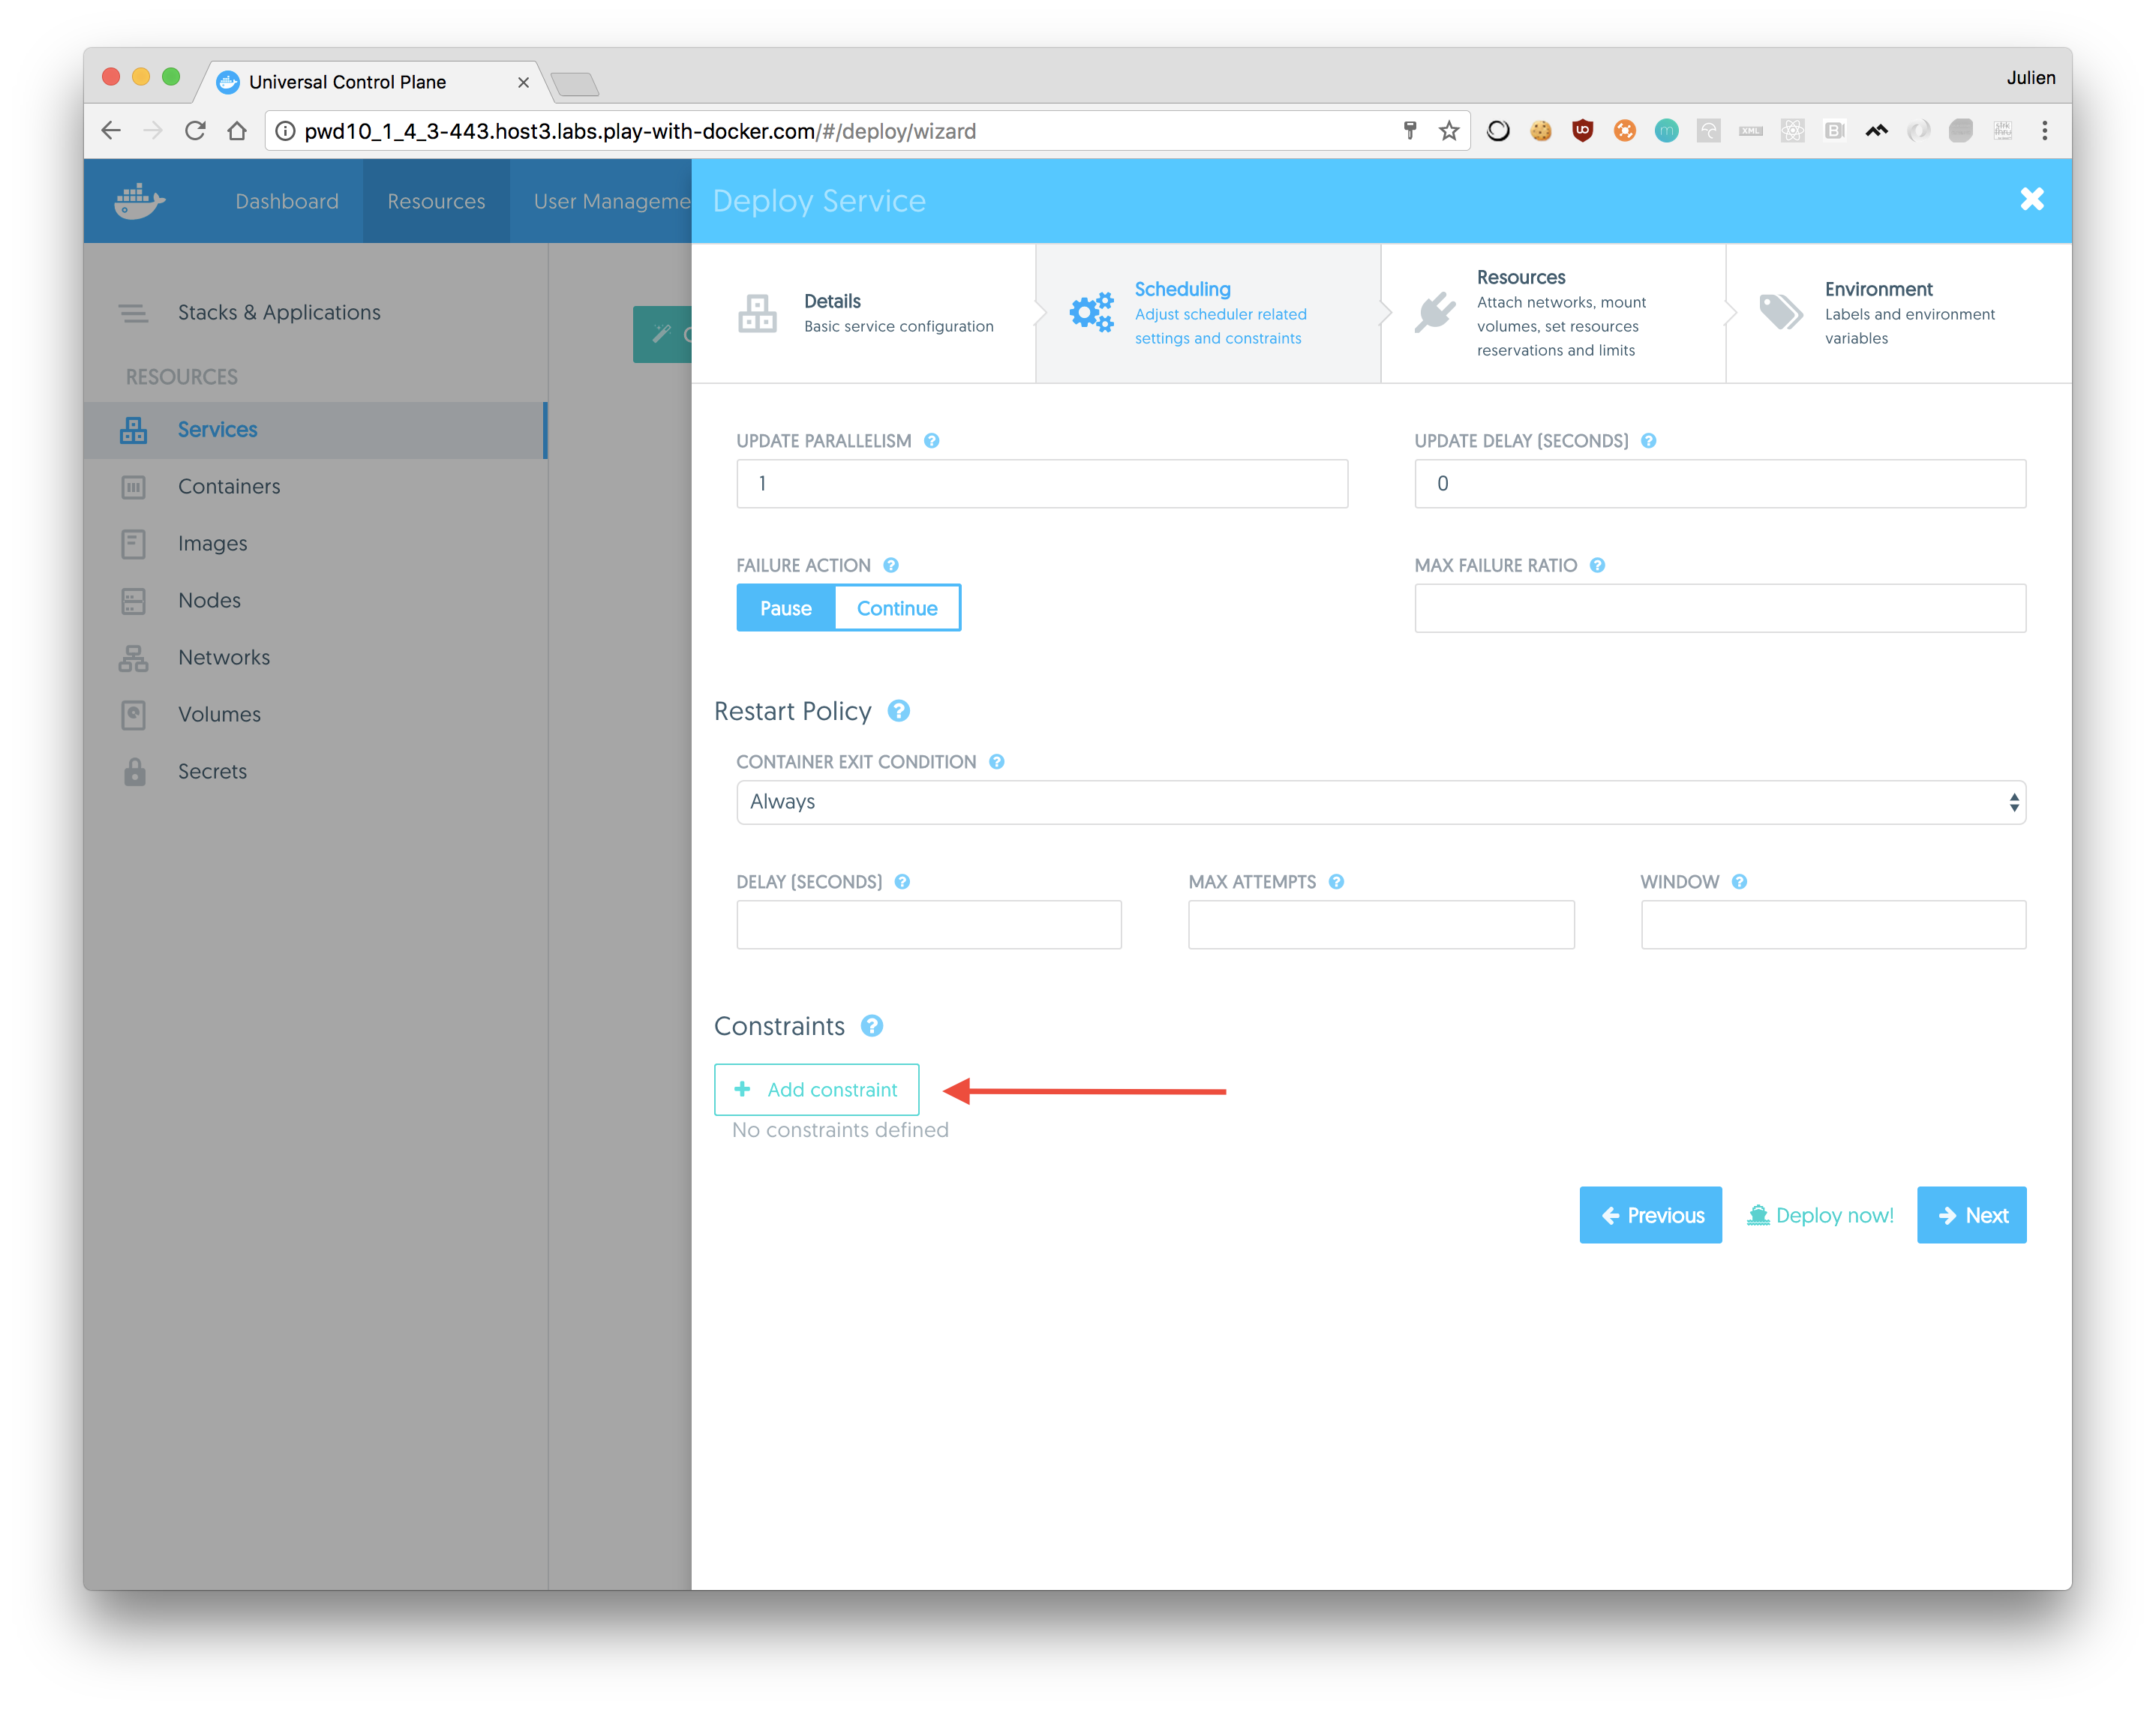 Universal Control Plane
Julien
pwd10_1_4_3-443.host3.labs.play-with-docker.com/#/deploy/wizard
Dashboard
Resources
User Manageme
Deploy Service
Details
Basic service configuration
Scheduling
Adjust scheduler related
settings and constraints
Resources
Attach networks, mount
volumes, set resources
reservations and limits
Environment
Labels and environment
variables
Stacks & Applications
RESOURCES
Services
Containers
Images
Nodes
Networks
Volumes
Secrets
UPDATE PARALLELISM
UPDATE DELAY (SECONDS)
1
0
FAILURE ACTION
MAX FAILURE RATIO
Pause
Continue
Restart Policy
CONTAINER EXIT CONDITION
Always
DELAY (SECONDS)
MAX ATTEMPTS
WINDOW
Constraints
+ Add constraint
No constraints defined
Previous
Deploy now!
Next